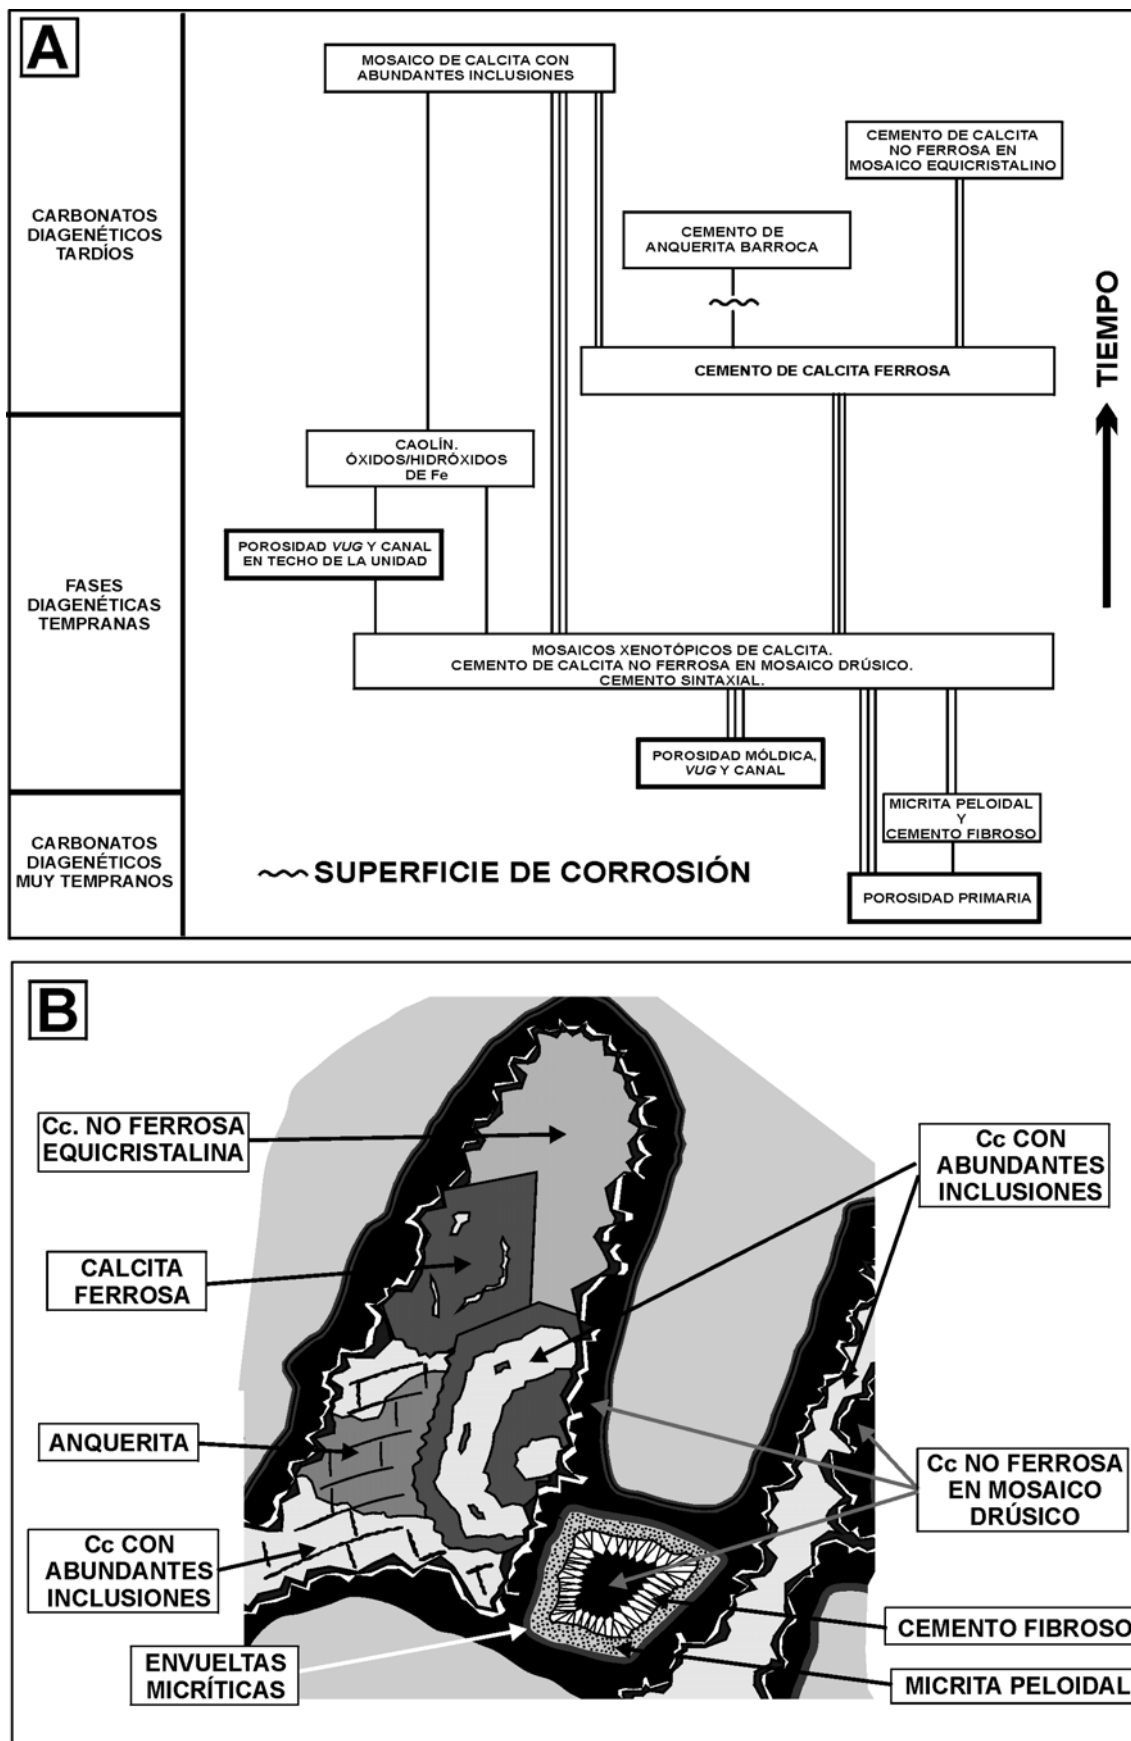 A
MOSAICO DE CALCITA CON
ABUNDANTES INCLUSIONES
CEMENTO DE CALCITA
NO FERROSA EN
MOSAICO EQUICRISTALINO
CARBONATOS
DIAGENÉTICOS
TARDÍOS
CEMENTO DE
ANQUERITA BARROCA
TIEMPO
CEMENTO DE CALCITA FERROSA
CAOLÍN.
ÓXIDOS/HIDRÓXIDOS
DE Fe
POROSIDAD VUG Y CANAL
EN TECHO DE LA UNIDAD
FASES
DIAGENÉTICAS
TEMPRANAS
MOSAICOS XENOTÓPICOS DE CALCITA.
CEMENTO DE CALCITA NO FERROSA EN MOSAICO DRÚSICO.
CEMENTO SINTAXIAL.
POROSIDAD MÓLDICA,
VUG Y CANAL
MICRITA PELOIDAL
Y
CEMENTO FIBROSO
CARBONATOS
DIAGENÉTICOS
MUY TEMPRANOS
SUPERFICIE DE CORROSIÓN
POROSIDAD PRIMARIA
B
Cc. NO FERROSA
EQUICRISTALINA
Cc CON
ABUNDANTES
INCLUSIONES
CALCITA
FERROSA
ANQUERITA
Cc NO FERROSA
EN MOSAICO
DRÚSICO
Cc CON
ABUNDANTES
INCLUSIONES
CEMENTO FIBROSO
ENVUELTAS
MICRÍTICAS
MICRITA PELOIDAL